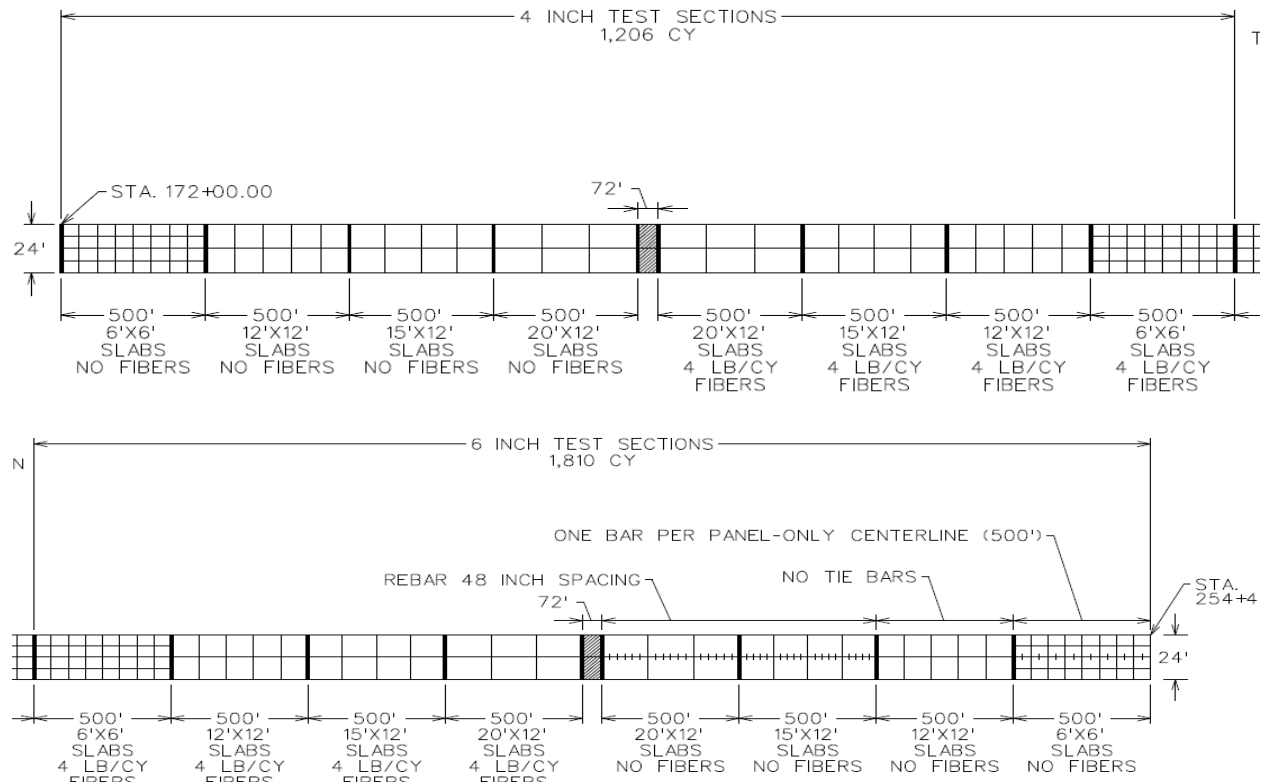 4 INCH TEST SECTIONS
1,206 CY
T
STA. 172+00.00
72'
24'
500'
6'X6'
SLABS
NO FIBERS
500'
12'X12'
SLABS
NO FIBERS
500'
15'X12'
SLABS
NO FIBERS
500'
20'X12'
SLABS
NO FIBERS
500'
20'X12'
SLABS
4 LB/CY
FIBERS
500'
15'X12'
SLABS
4 LB/CY
FIBERS
500'
12'X12'
SLABS
4 LB/CY
FIBERS
500'
6'X6'
SLABS
4 LB/CY
FIBERS
6 INCH TEST SECTIONS
1,810 CY
N
ONE BAR PER PANEL-ONLY CENTERLINE (500')
REBAR 48 INCH SPACING
NO TIE BARS
72'
STA.
254+4
24'
500'
6'X6'
SLABS
4 LB/CY
FIBERS
500'
12'X12'
SLABS
4 LB/CY
FIBERS
500'
15'X12'
SLABS
4 LB/CY
FIBERS
500'
20'X12'
SLABS
4 LB/CY
FIBERS
500'
20'X12'
SLABS
NO FIBERS
500'
15'X12'
SLABS
NO FIBERS
500'
12'X12'
SLABS
NO FIBERS
500'
6'X6'
SLABS
NO FIBERS